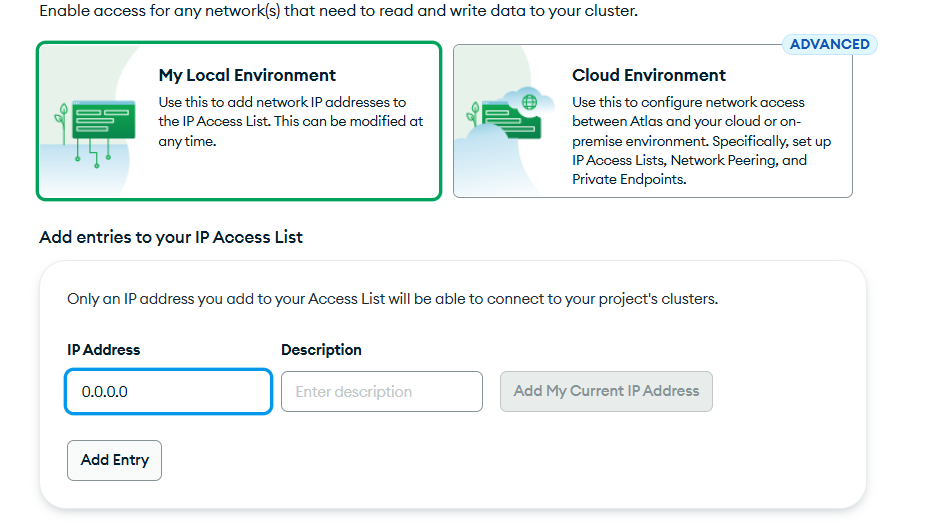 Enable access for any network(s) that need to read and write data to your cluster.
ADVANCED
My Local Environment
Use this to add network IP addresses to
the IP Access List. This can be modified at
any time.
Cloud Environment
Use this to configure network access
between Atlas and your cloud or on-
premise environment. Specifically, set up
IP Access Lists, Network Peering, and
Private Endpoints.
Add entries to your IP Access List
Only an IP address you add to your Access List will be able to connect to your project's clusters.
IP Address
Description
0.0.0.0
Enter description
Add My Current IP Address
Add Entry